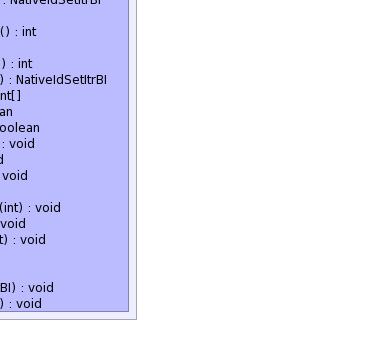 : NativeIdSetItrBI
() : int
) : int
) : NativeIdSetItrBI
nt[]
an
oolean
: void
d
void
(int) : void
void
t) : void
BI) : void
) : void